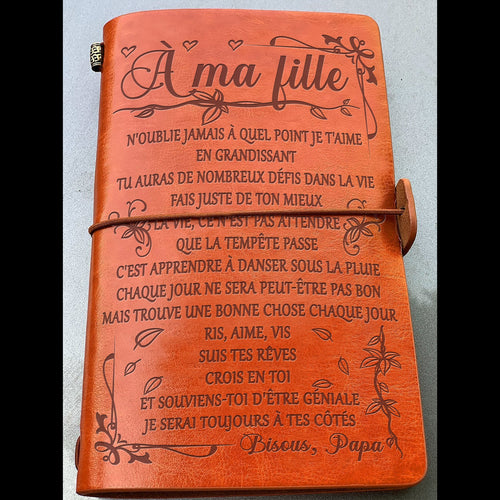 À ma fille
N'OUBLIE JAMAIS À QUEL POINT JE T'AIME
EN GRANDISSANT
TU AURAS DE NOMBREUX DÉFIS DANS LA VIE
FAIS JUSTE DE TON MIEUX
LA VIE, CE N'EST PAS ATTENDRE
QUE LA TEMPÊTE PASSE
C'EST APPRENDRE À DANSER SOUS LA PLUIE
CHAQUE JOUR NE SERA PEUT-ÊTRE PAS BON
MAIS TROUVE UNE BONNE CHOSE CHAQUE JOUR
RIS, AIME, VIS
SUIS TES RÊVES
CROIS EN TOI
ET SOUVIENS-TOI D'ÊTRE GÉNIALE
JE SERAI TOUJOURS À TES CÔTÉS
Bisous, Papa